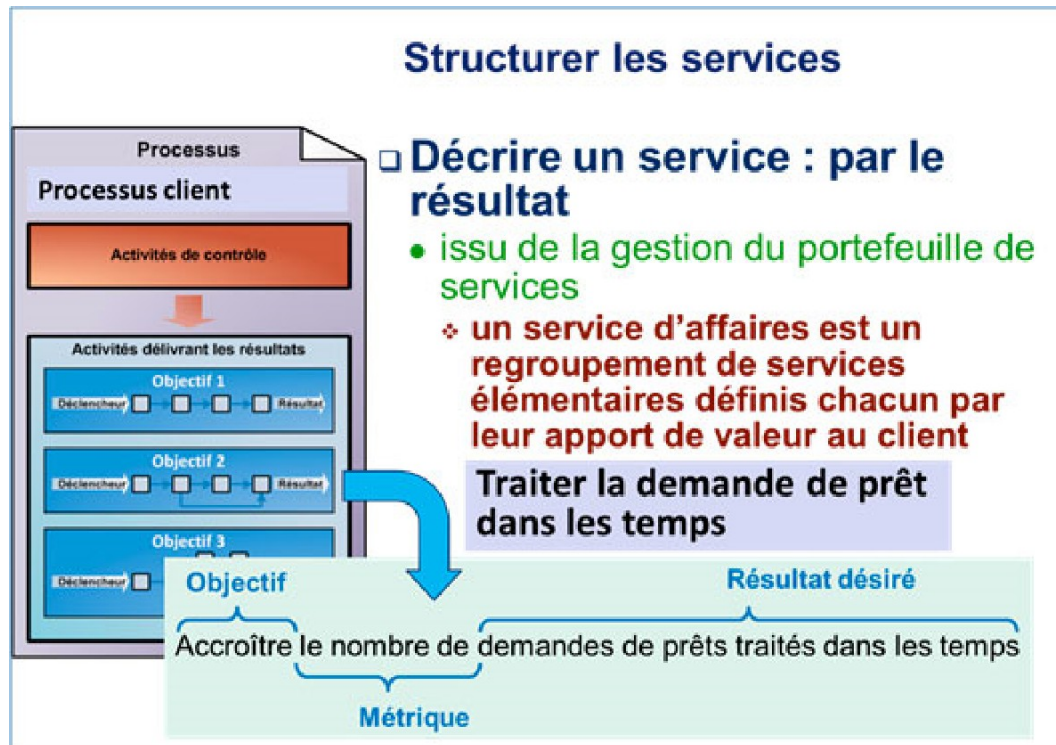 Structurer les services
Processus
Processus client
Activités de contrôle
Activités délivrant les résultats
Objectif 1
Déclencheur
Résultat
Objectif 2
Déclencheur
Résultat
Objectif 3
Déclencheur
Décrire un service : par le
résultat
issu de la gestion du portefeuille de
services
un service d'affaires est un
regroupement de services
élémentaires définis chacun par
leur apport de valeur au client
Traiter la demande de prêt
dans les temps
Objectif
Résultat désiré
Accroître le nombre de demandes de prêts traités dans les temps
Métrique